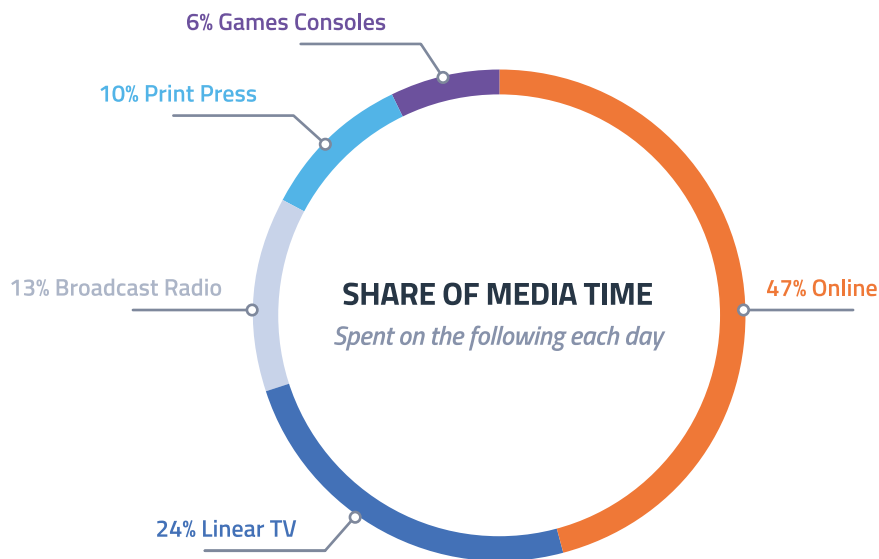 6% Games Consoles
10% Print Press
13% Broadcast Radio
SHARE OF MEDIA TIME
Spent on the following each day
47% Online
24% Linear TV